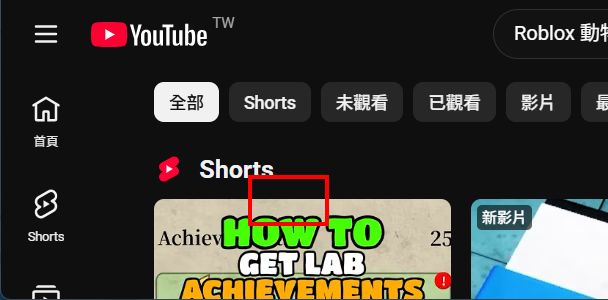 YouTube TW
Roblox 動物
全部
Shorts
未觀看
已觀看
影片
首頁
Shorts
Shorts
新影片
Achiev
25
HOW TO
GET LAB
ACHIEVEMENTS
!